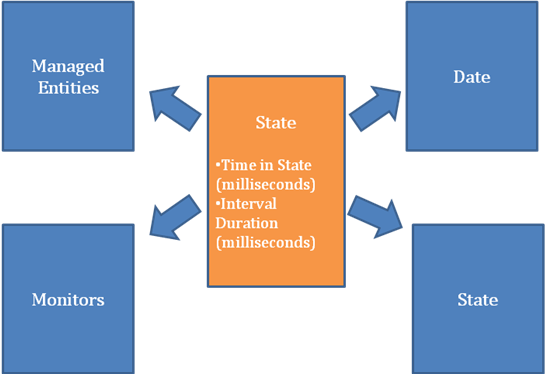 Managed
Entities
Date
State
•Time in State
(milliseconds)
•Interval
Duration
(milliseconds)
Monitors
State